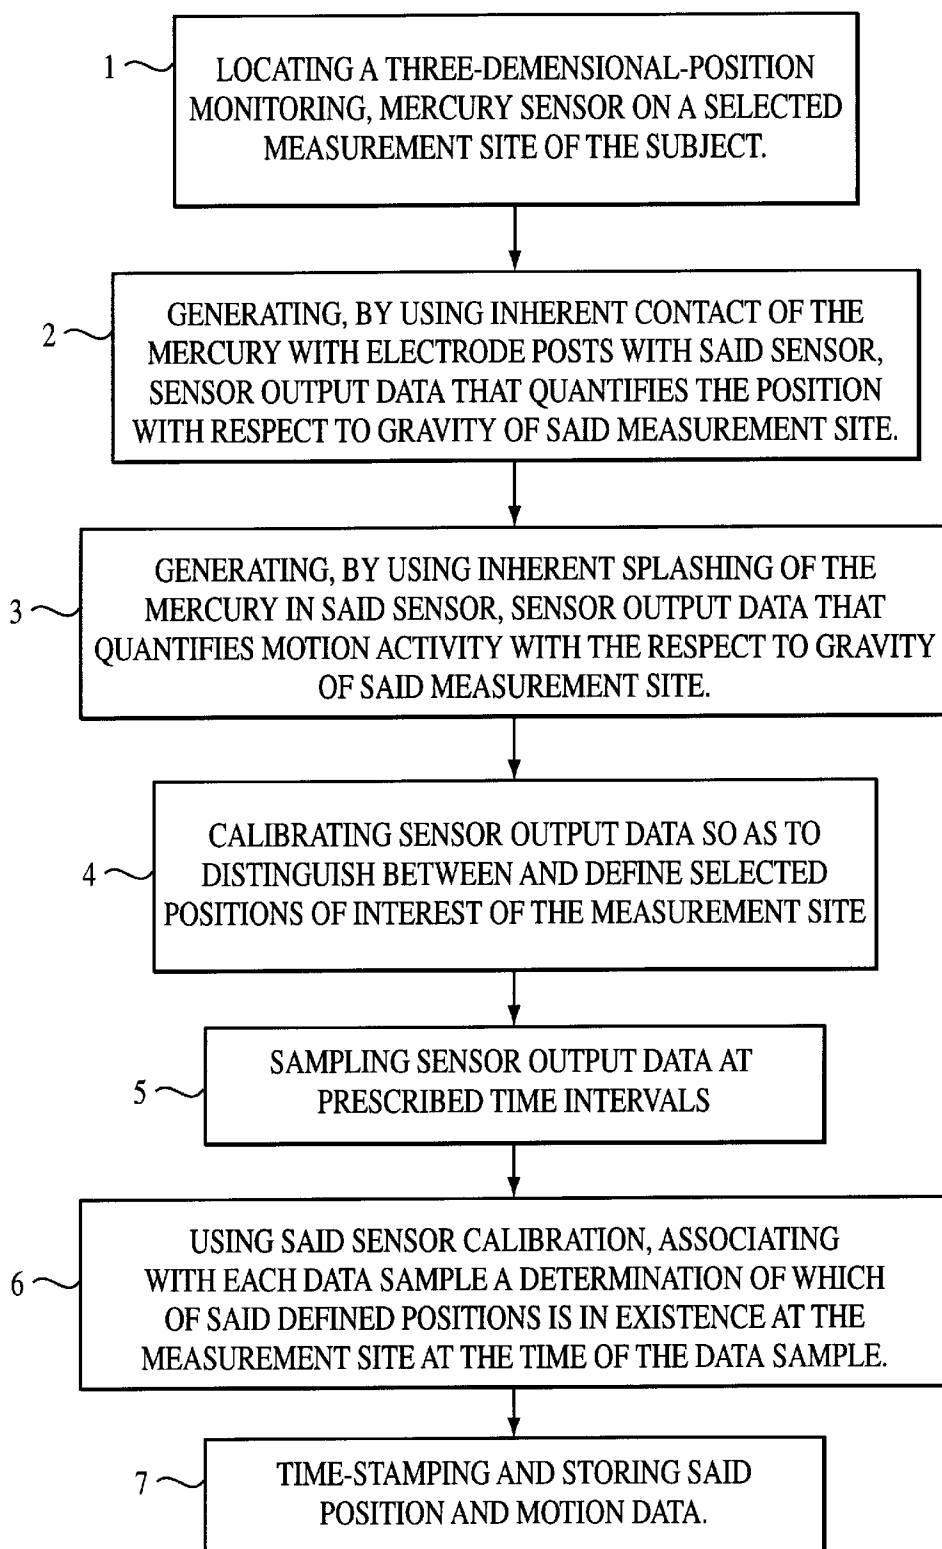 1
LOCATING A THREE-DEMENSIONAL-POSITION
MONITORING, MERCURY SENSOR ON A SELECTED
MEASUREMENT SITE OF THE SUBJECT.
2
GENERATING, BY USING INHERENT CONTACT OF THE
MERCURY WITH ELECTRODE POSTS WITH SAID SENSOR,
SENSOR OUTPUT DATA THAT QUANTIFIES THE POSITION
WITH RESPECT TO GRAVITY OF SAID MEASUREMENT SITE.
3
GENERATING, BY USING INHERENT SPLASHING OF THE
MERCURY IN SAID SENSOR, SENSOR OUTPUT DATA THAT
QUANTIFIES MOTION ACTIVITY WITH THE RESPECT TO GRAVITY
OF SAID MEASUREMENT SITE.
4
CALIBRATING SENSOR OUTPUT DATA SO AS TO
DISTINGUISH BETWEEN AND DEFINE SELECTED
POSITIONS OF INTEREST OF THE MEASUREMENT SITE
5
SAMPLING SENSOR OUTPUT DATA AT
PRESCRIBED TIME INTERVALS
6
USING SAID SENSOR CALIBRATION, ASSOCIATING
WITH EACH DATA SAMPLE A DETERMINATION OF WHICH
OF SAID DEFINED POSITIONS IS IN EXISTENCE AT THE
MEASUREMENT SITE AT THE TIME OF THE DATA SAMPLE.
7
TIME-STAMPING AND STORING SAID
POSITION AND MOTION DATA.